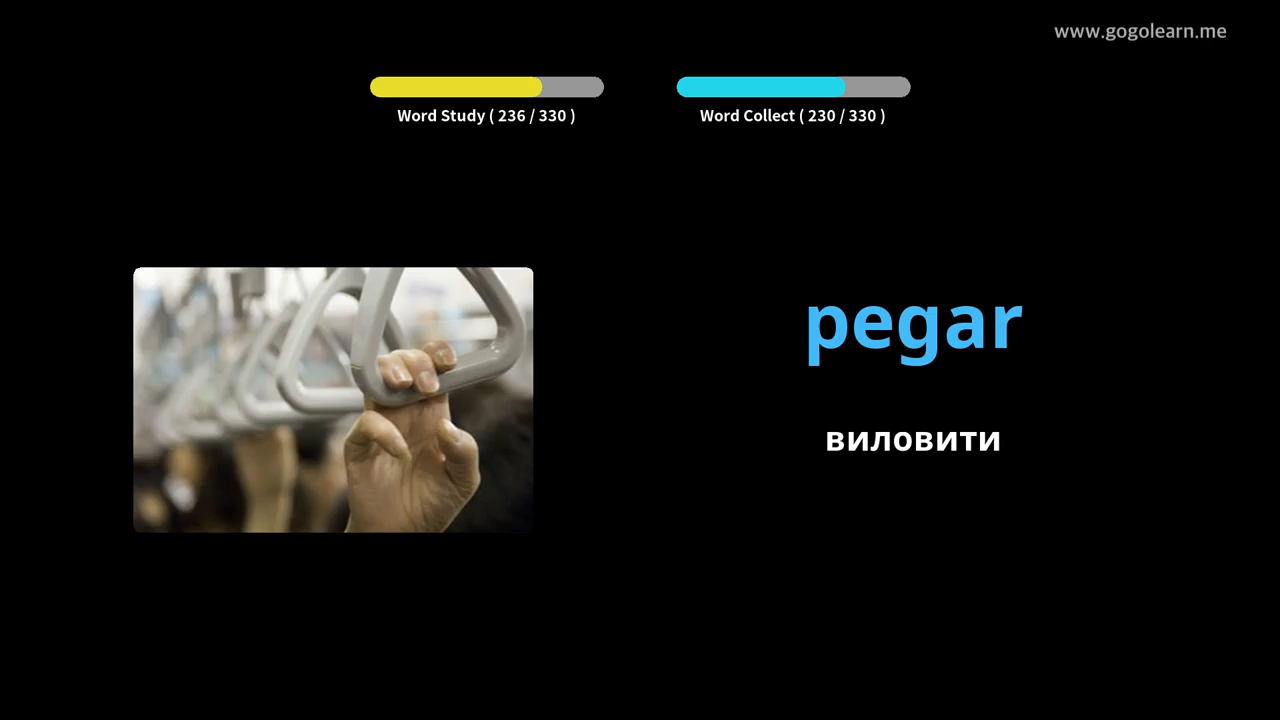 www.gogolearn.me
Word Study ( 236 / 330 )
Word Collect ( 230 / 330 )
pegar
виловити